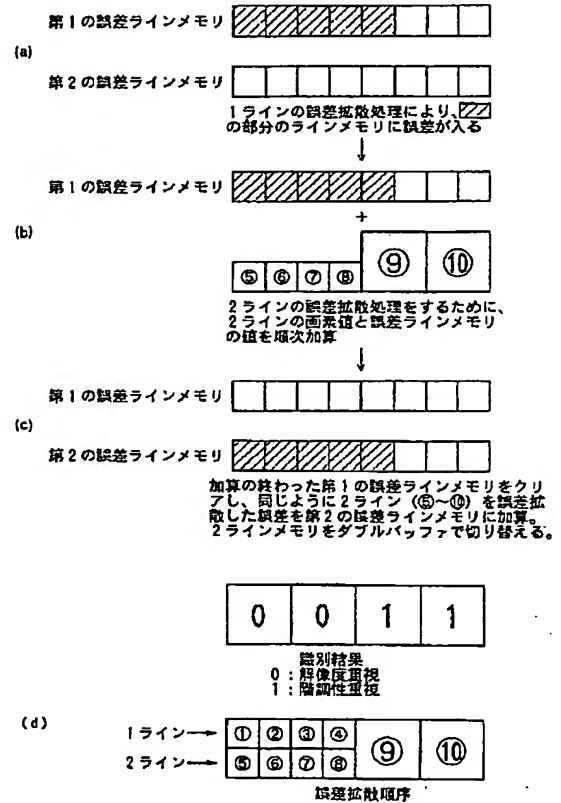 第1の誤差ラインメモリ
(a)
第2の誤差ラインメモリ
1ラインの誤差拡散処理により、
の部分のラインメモリに誤差が入る
↓
第1の誤差ラインメモリ
+
(b)
⑤ ⑥ ⑦ ⑧ ⑨ ⑩
2ラインの誤差拡散処理をするために、
2ラインの画素値と誤差ラインメモリ
の値を順次加算
↓
第1の誤差ラインメモリ
(c)
第2の誤差ラインメモリ
加算の終わった第1の誤差ラインメモリをクリ
アし、同じように2ライン(⑤~⑩)を誤差拡
散した誤差を第2の誤差ラインメモリに加算。
2ラインメモリをダブルバッファで切り替える。
0 0 1 1
識別結果
0:解像度重視
1:階調性重視
(d)
1ライン→ ① ② ③ ④
2ライン→ ⑤ ⑥ ⑦ ⑧ ⑨ ⑩
誤差拡散順序